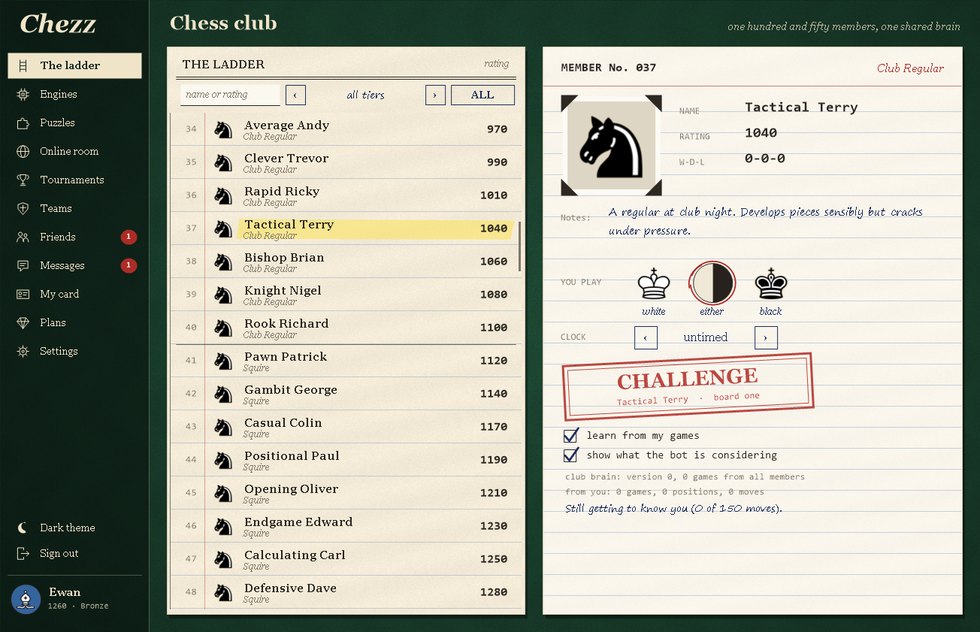 Chezz
The ladder
Engines
Puzzles
Online room
Tournaments
Teams
Friends 1
Messages 1
My card
Plans
Settings
Dark theme
Sign out
Ewan
1260 · Bronze
Chess club
one hundred and fifty members, one shared brain
THE LADDER rating
name or rating ‹ all tiers › ALL
34 Average Andy 970
Club Regular
35 Clever Trevor 990
Club Regular
36 Rapid Ricky 1010
Club Regular
37 Tactical Terry 1040
Club Regular
38 Bishop Brian 1060
Club Regular
39 Knight Nigel 1080
Club Regular
40 Rook Richard 1100
Club Regular
41 Pawn Patrick 1120
Squire
42 Gambit George 1140
Squire
43 Casual Colin 1170
Squire
44 Positional Paul 1190
Squire
45 Opening Oliver 1210
Squire
46 Endgame Edward 1230
Squire
47 Calculating Carl 1250
Squire
48 Defensive Dave 1280
Squire
MEMBER No. 037 Club Regular
NAME Tactical Terry
RATING 1040
W-D-L 0-0-0
Notes: A regular at club night. Develops pieces sensibly but cracks
under pressure.
YOU PLAY
white either black
CLOCK ‹ untimed ›
CHALLENGE
Tactical Terry · board one
learn from my games
show what the bot is considering
club brain: version 0, 0 games from all members
from you: 0 games, 0 positions, 0 moves
Still getting to know you (0 of 150 moves).